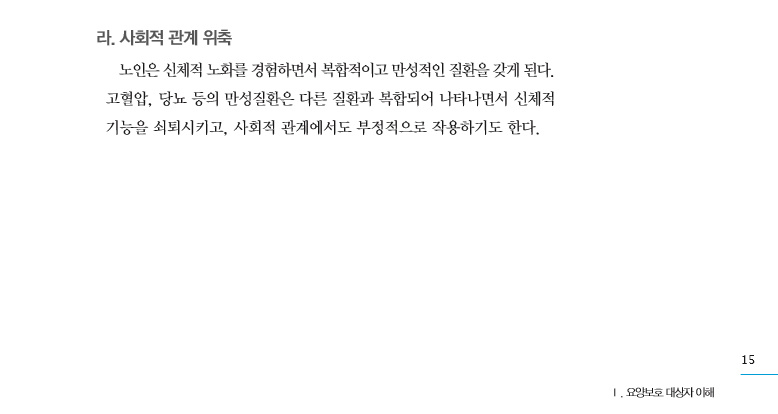 라. 사회적 관계 위축
노인은 신체적 노화를 경험하면서 복합적이고 만성적인 질환을 갖게 된다.
고혈압, 당뇨 등의 만성질환은 다른 질환과 복합되어 나타나면서 신체적
기능을 쇠퇴시키고, 사회적 관계에서도 부정적으로 작용하기도 한다.
15
Ⅰ. 요양보호 대상자 이해